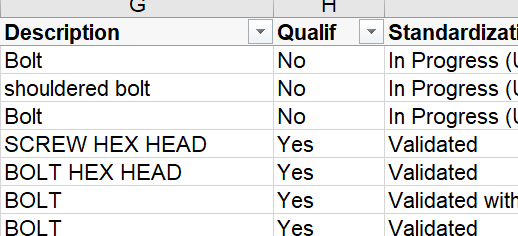 G H
Description Qualif Standardizati
Bolt No In Progress (U
shouldered bolt No In Progress (U
Bolt No In Progress (U
SCREW HEX HEAD Yes Validated
BOLT HEX HEAD Yes Validated
BOLT Yes Validated with
BOLT Yes Validated